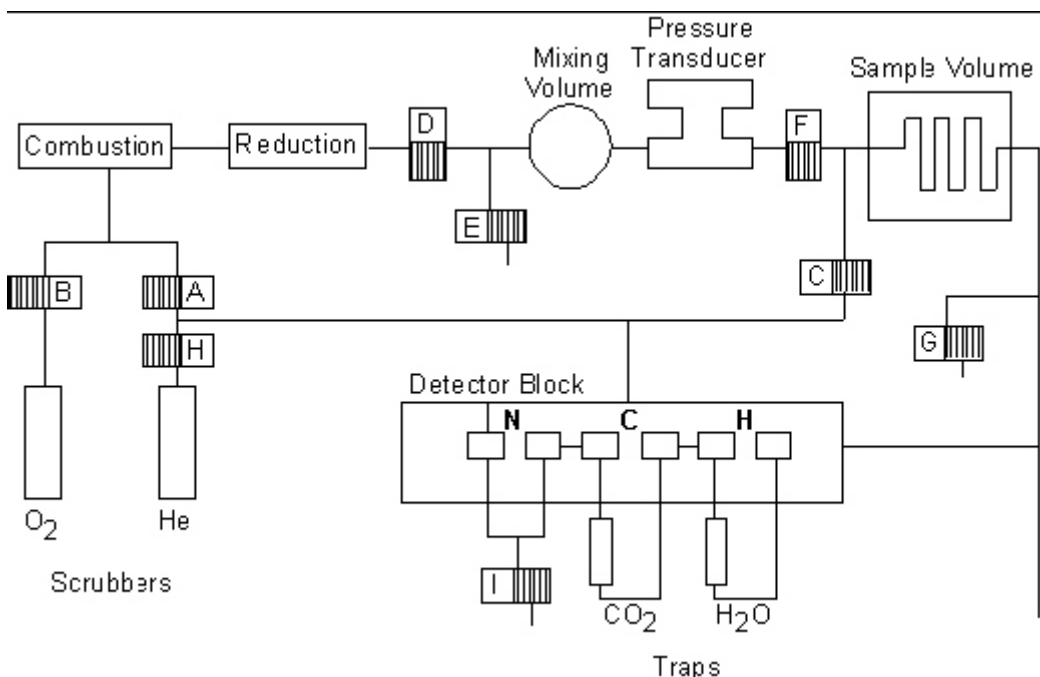 Pressure
Transducer
Mixing
Volume
Sample Volume
D
F
Combustion
Reduction
E
C
B
A
H
G
Detector Block
N C H
O2
He
I
CO2
H2O
Scrubbers
Traps